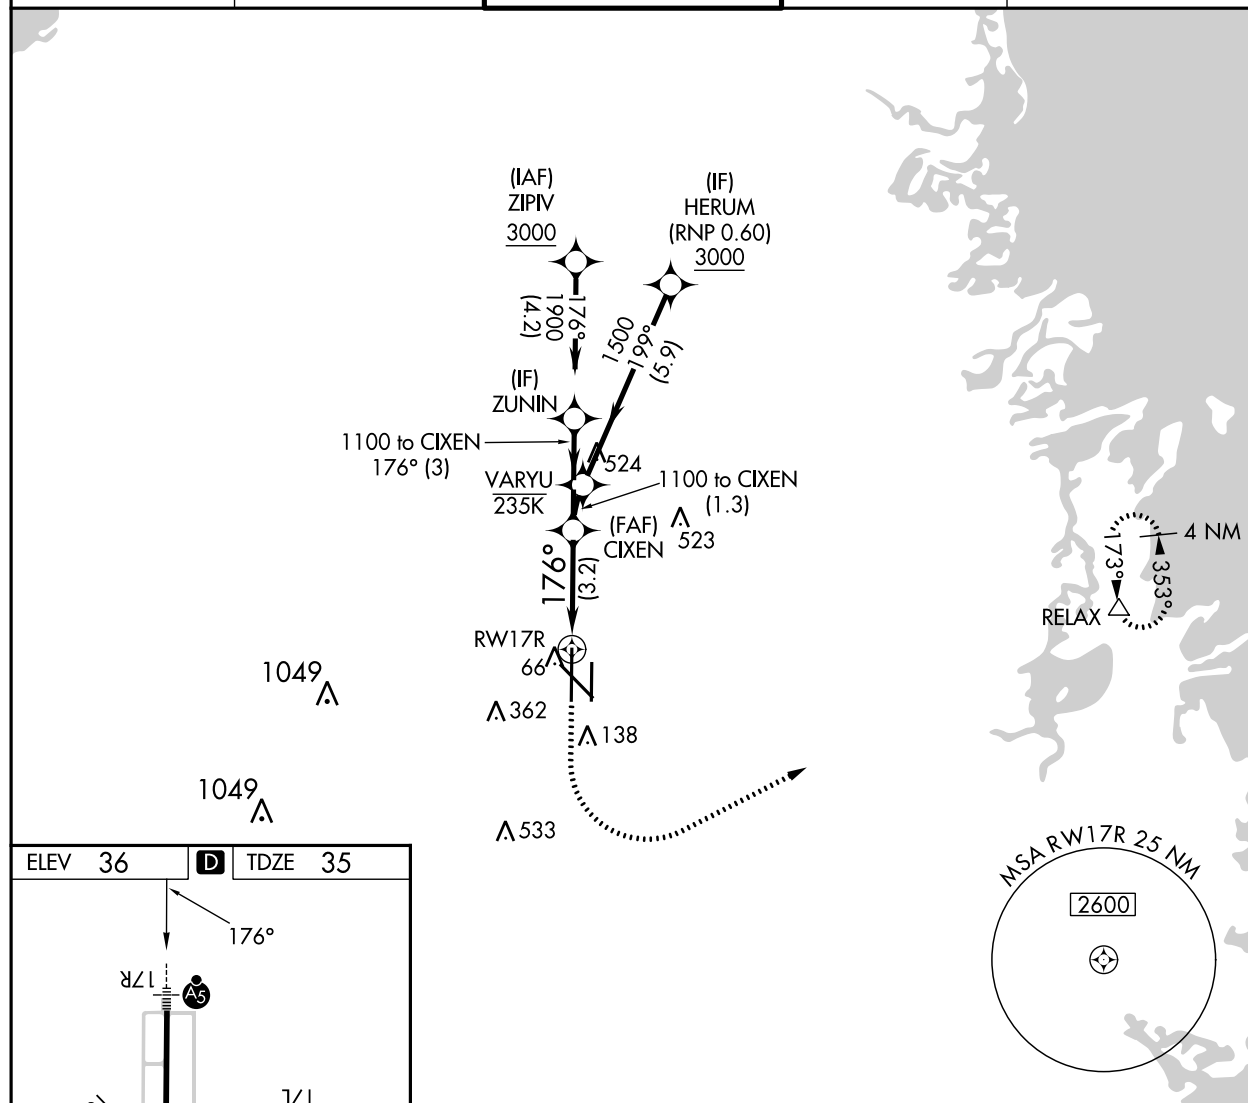 (IAF)
ZIPIV
3000
(IF)
HERUM
(RNP 0.60)
3000
176°
1900
(4.2)
1500
199°
(5.9)
(IF)
ZUNIN
1100 to CIXEN
176° (3)
524
VARYU
235K
1100 to CIXEN
(1.3)
(FAF)
CIXEN
523
176°
(3.2)
4 NM
173°
353°
RELAX
RW17R
66
1049
362
138
1049
533
ELEV 36
D
TDZE 35
176°
17R
A5
17L
MSA RW17R 25 NM
2600